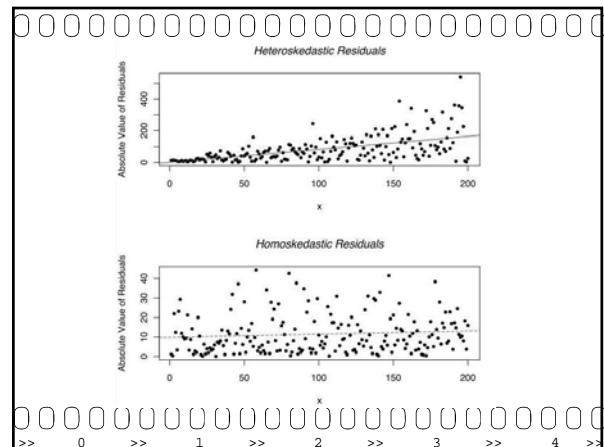 Heteroskedastic Residuals
Absolute Value of Residuals
400
200
0
0 50 100 150 200
x
Homoskedastic Residuals
Absolute Value of Residuals
40
30
20
10
0
0 50 100 150 200
x
>> 0 >> 1 >> 2 >> 3 >> 4 >>